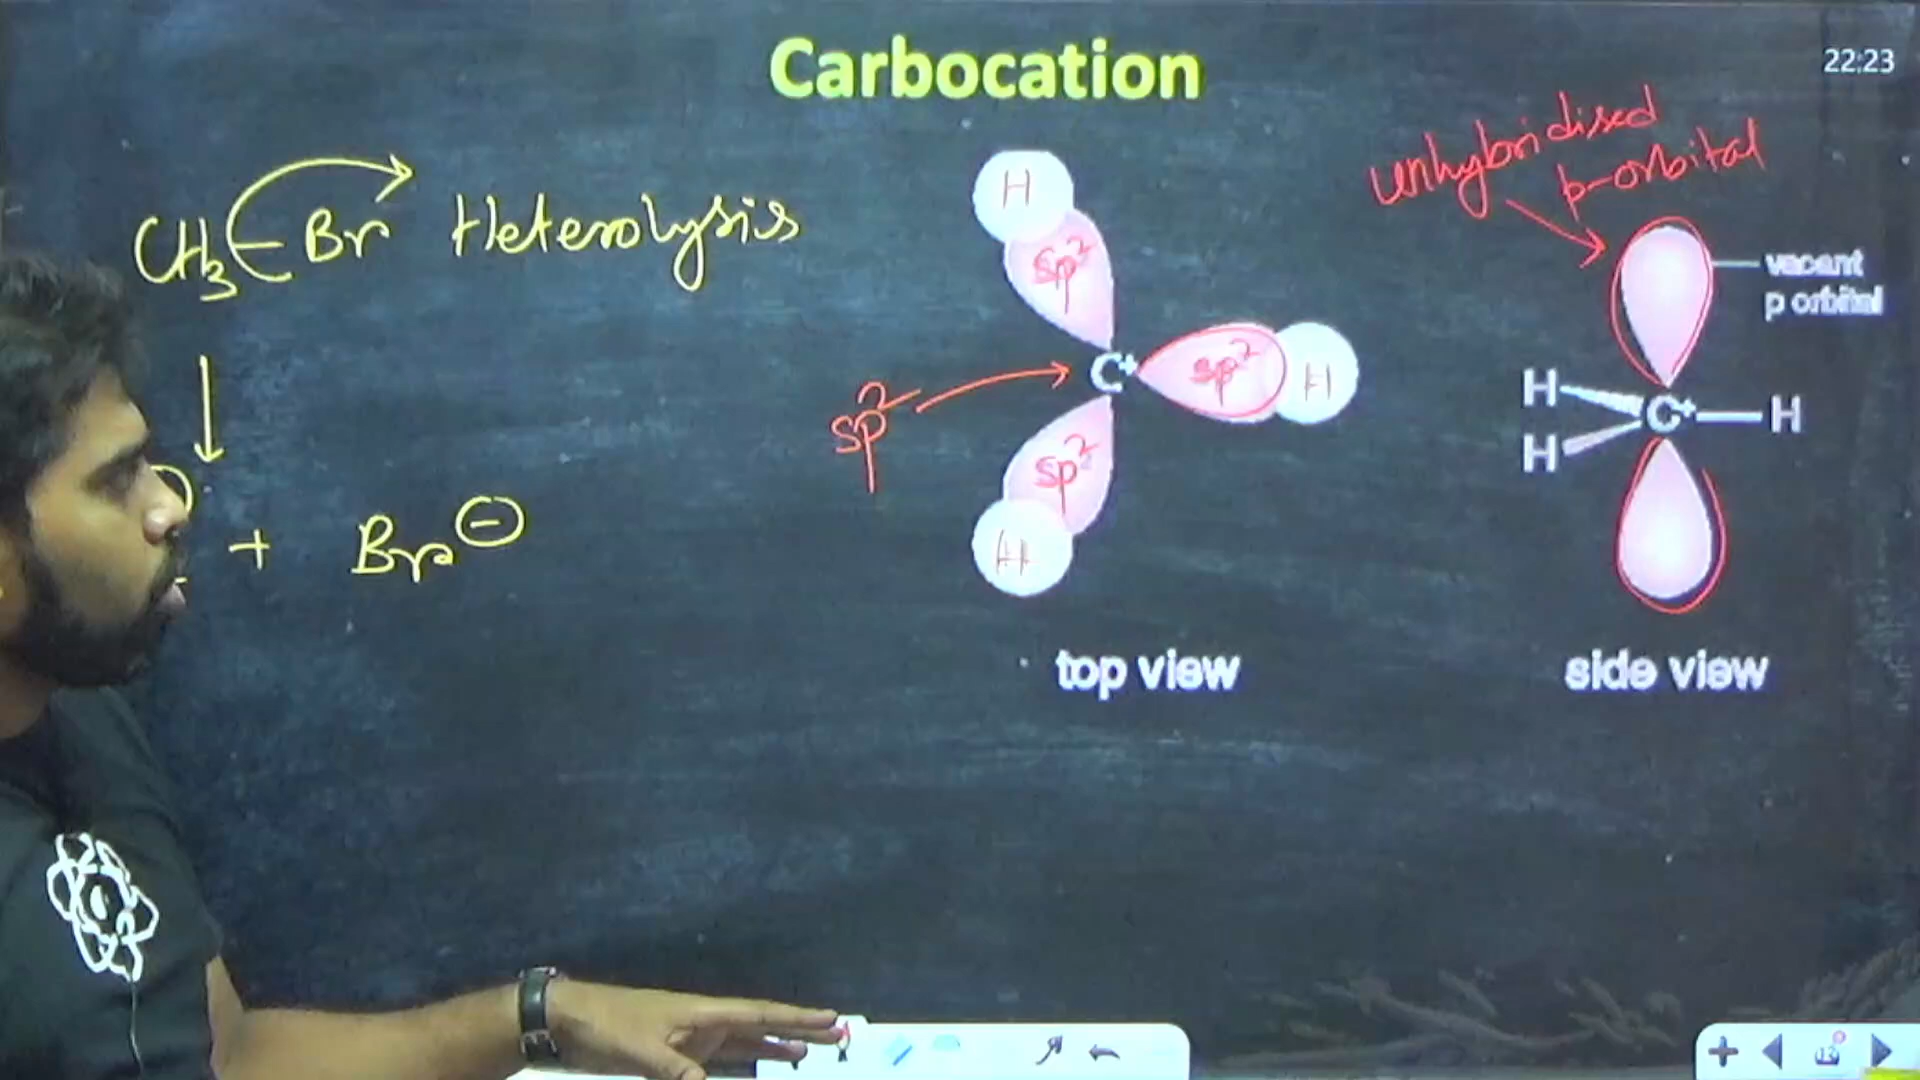 Carbocation
22:23
CH3 – Br Heterolysis
+ Br ⊖
H
sp2
sp2
C+
sp2
H
sp2
H
top view
unhybridised
p-orbital
vacant
p orbital
H
H
C+
H
side view